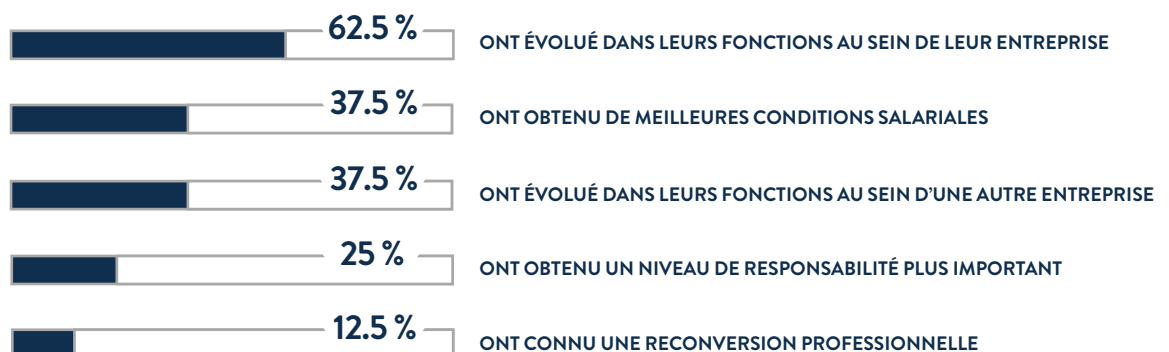 62.5 % ONT ÉVOLUÉ DANS LEURS FONCTIONS AU SEIN DE LEUR ENTREPRISE
37.5 % ONT OBTENU DE MEILLEURES CONDITIONS SALARIALES
37.5 % ONT ÉVOLUÉ DANS LEURS FONCTIONS AU SEIN D'UNE AUTRE ENTREPRISE
25 % ONT OBTENU UN NIVEAU DE RESPONSABILITÉ PLUS IMPORTANT
12.5 % ONT CONNU UNE RECONVERSION PROFESSIONNELLE